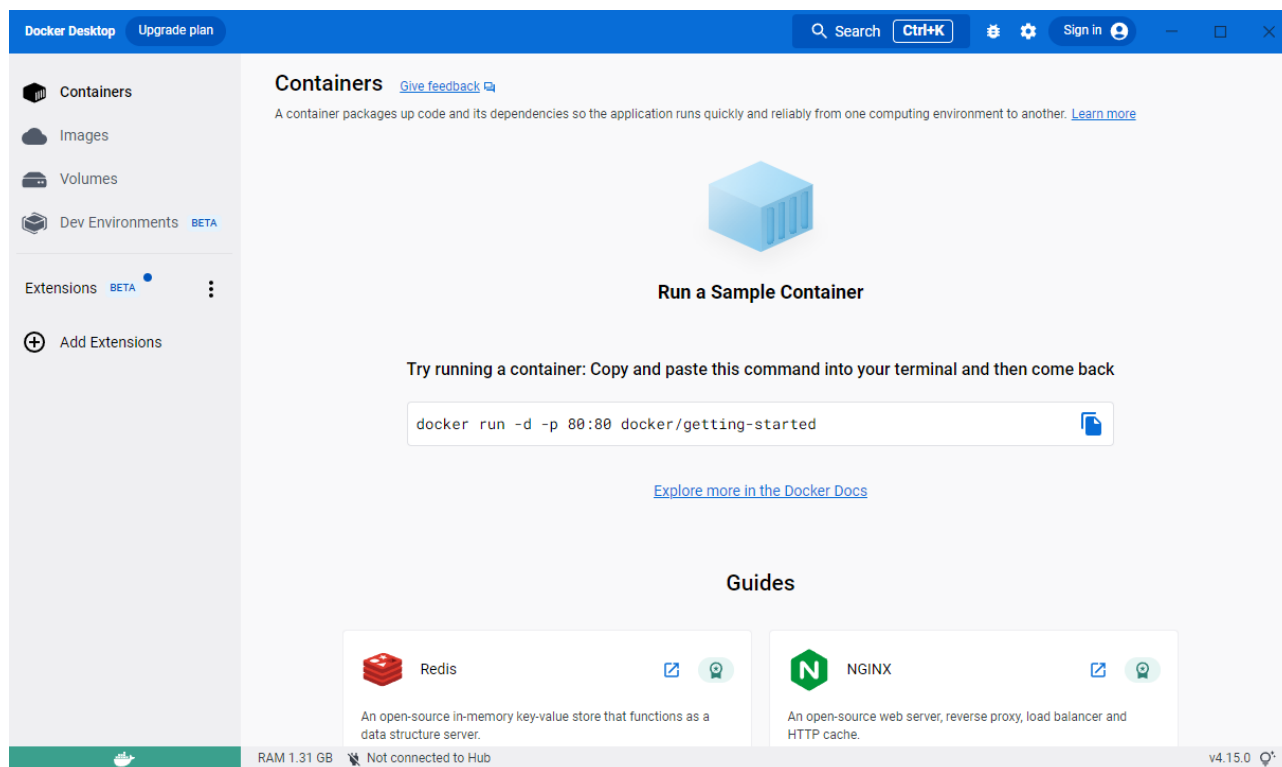 Docker Desktop Upgrade plan Search Ctrl+K Sign in
Containers
Images
Volumes
Dev Environments BETA
Extensions BETA
Add Extensions
Containers Give feedback
A container packages up code and its dependencies so the application runs quickly and reliably from one computing environment to another. Learn more
Run a Sample Container
Try running a container: Copy and paste this command into your terminal and then come back
docker run -d -p 80:80 docker/getting-started
Explore more in the Docker Docs
Guides
Redis
An open-source in-memory key-value store that functions as a
data structure server.
N NGINX
An open-source web server, reverse proxy, load balancer and
HTTP cache.
RAM 1.31 GB Not connected to Hub v4.15.0